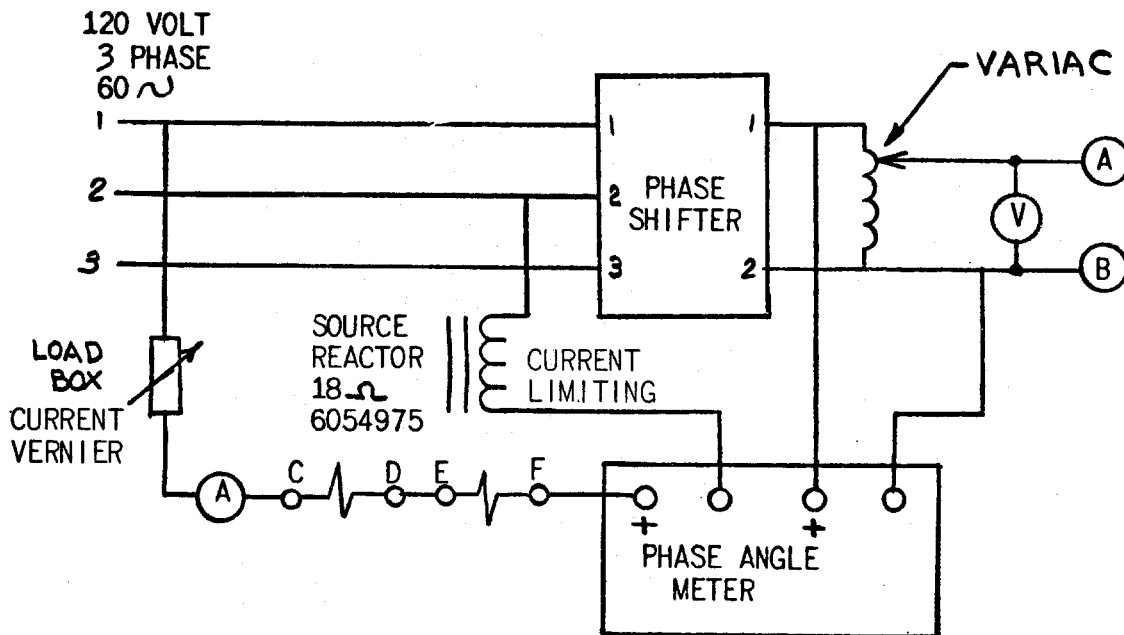 120 VOLT
3 PHASE
60 ~
1
2
3
1
2
3
PHASE
SHIFTER
1
2
VARIAC
A
V
B
LOAD
BOX
CURRENT
VERNIER
SOURCE
REACTOR
18 Ω
6054975
CURRENT
LIMITING
A
C
D
E
F
+
+
PHASE ANGLE
METER